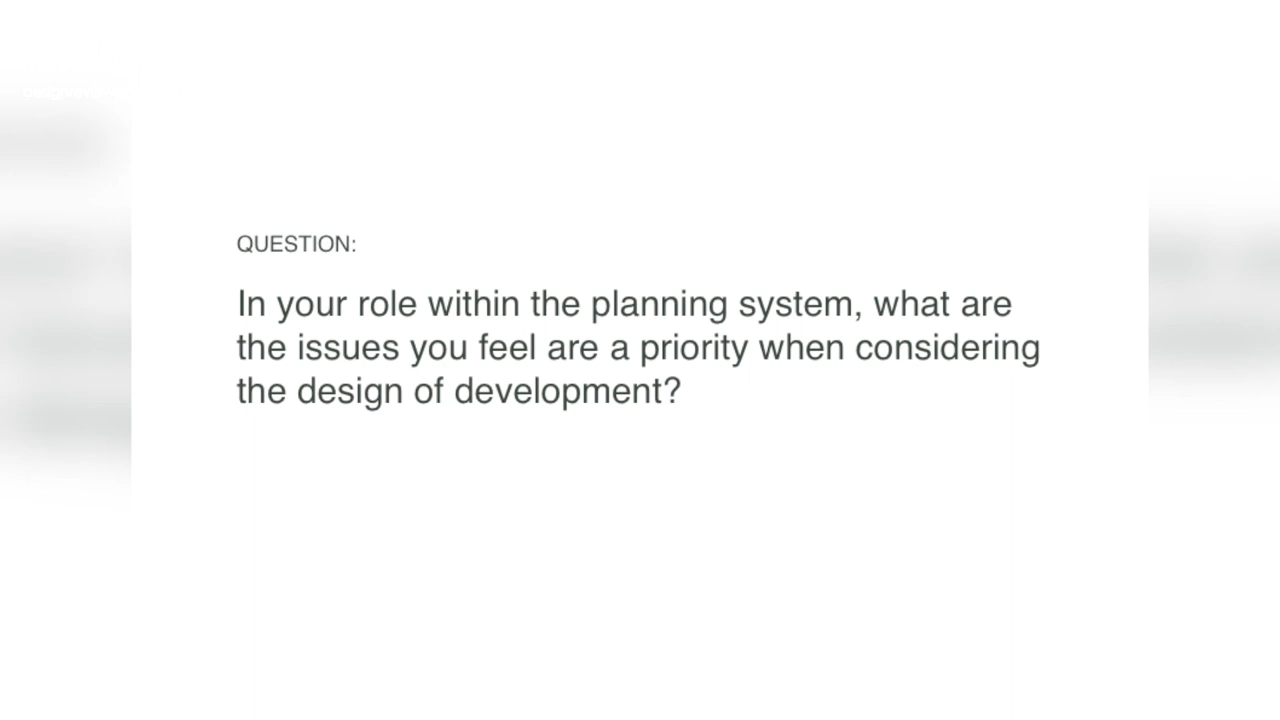 QUESTION:
In your role within the planning system, what are
the issues you feel are a priority when considering
the design of development?